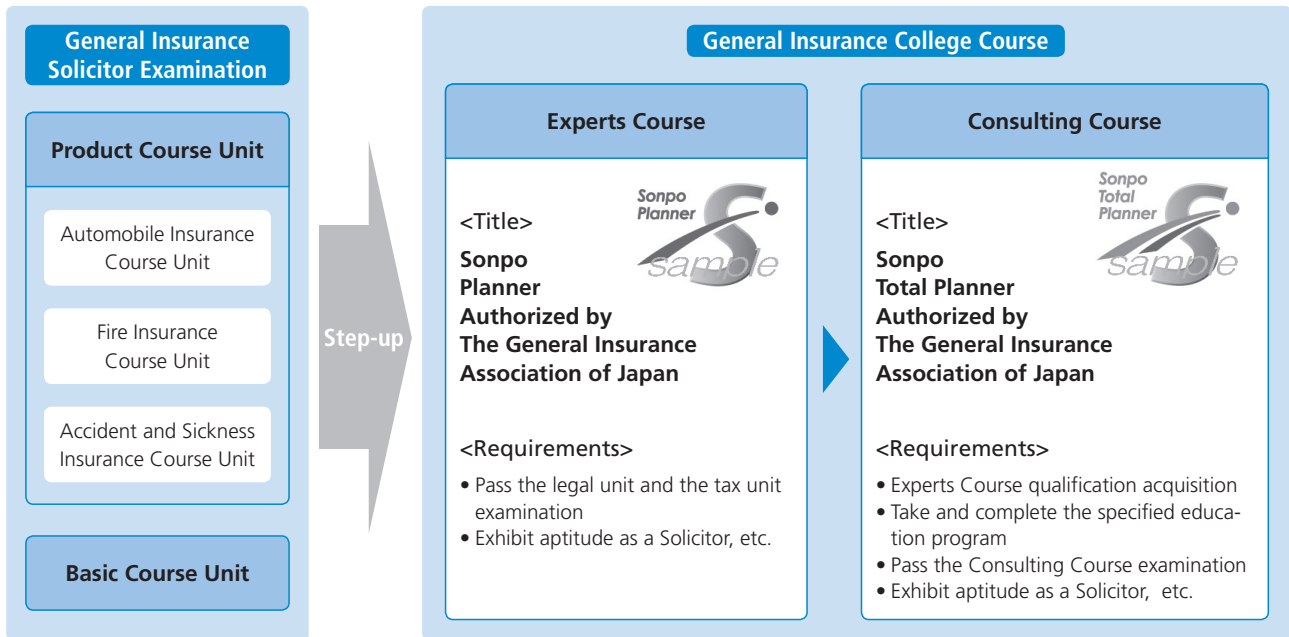 General Insurance
Solicitor Examination
Product Course Unit
Automobile Insurance
Course Unit
Fire Insurance
Course Unit
Accident and Sickness
Insurance Course Unit
Basic Course Unit
Step-up
General Insurance College Course
Experts Course
Sonpo
Planner
sample
<Title>
Sonpo
Planner
Authorized by
The General Insurance
Association of Japan
<Requirements>
• Pass the legal unit and the tax unit
examination
• Exhibit aptitude as a Solicitor, etc.
Consulting Course
Sonpo
Total
Planner
sample
<Title>
Sonpo
Total Planner
Authorized by
The General Insurance
Association of Japan
<Requirements>
• Experts Course qualification acquisition
• Take and complete the specified educa-
tion program
• Pass the Consulting Course examination
• Exhibit aptitude as a Solicitor, etc.